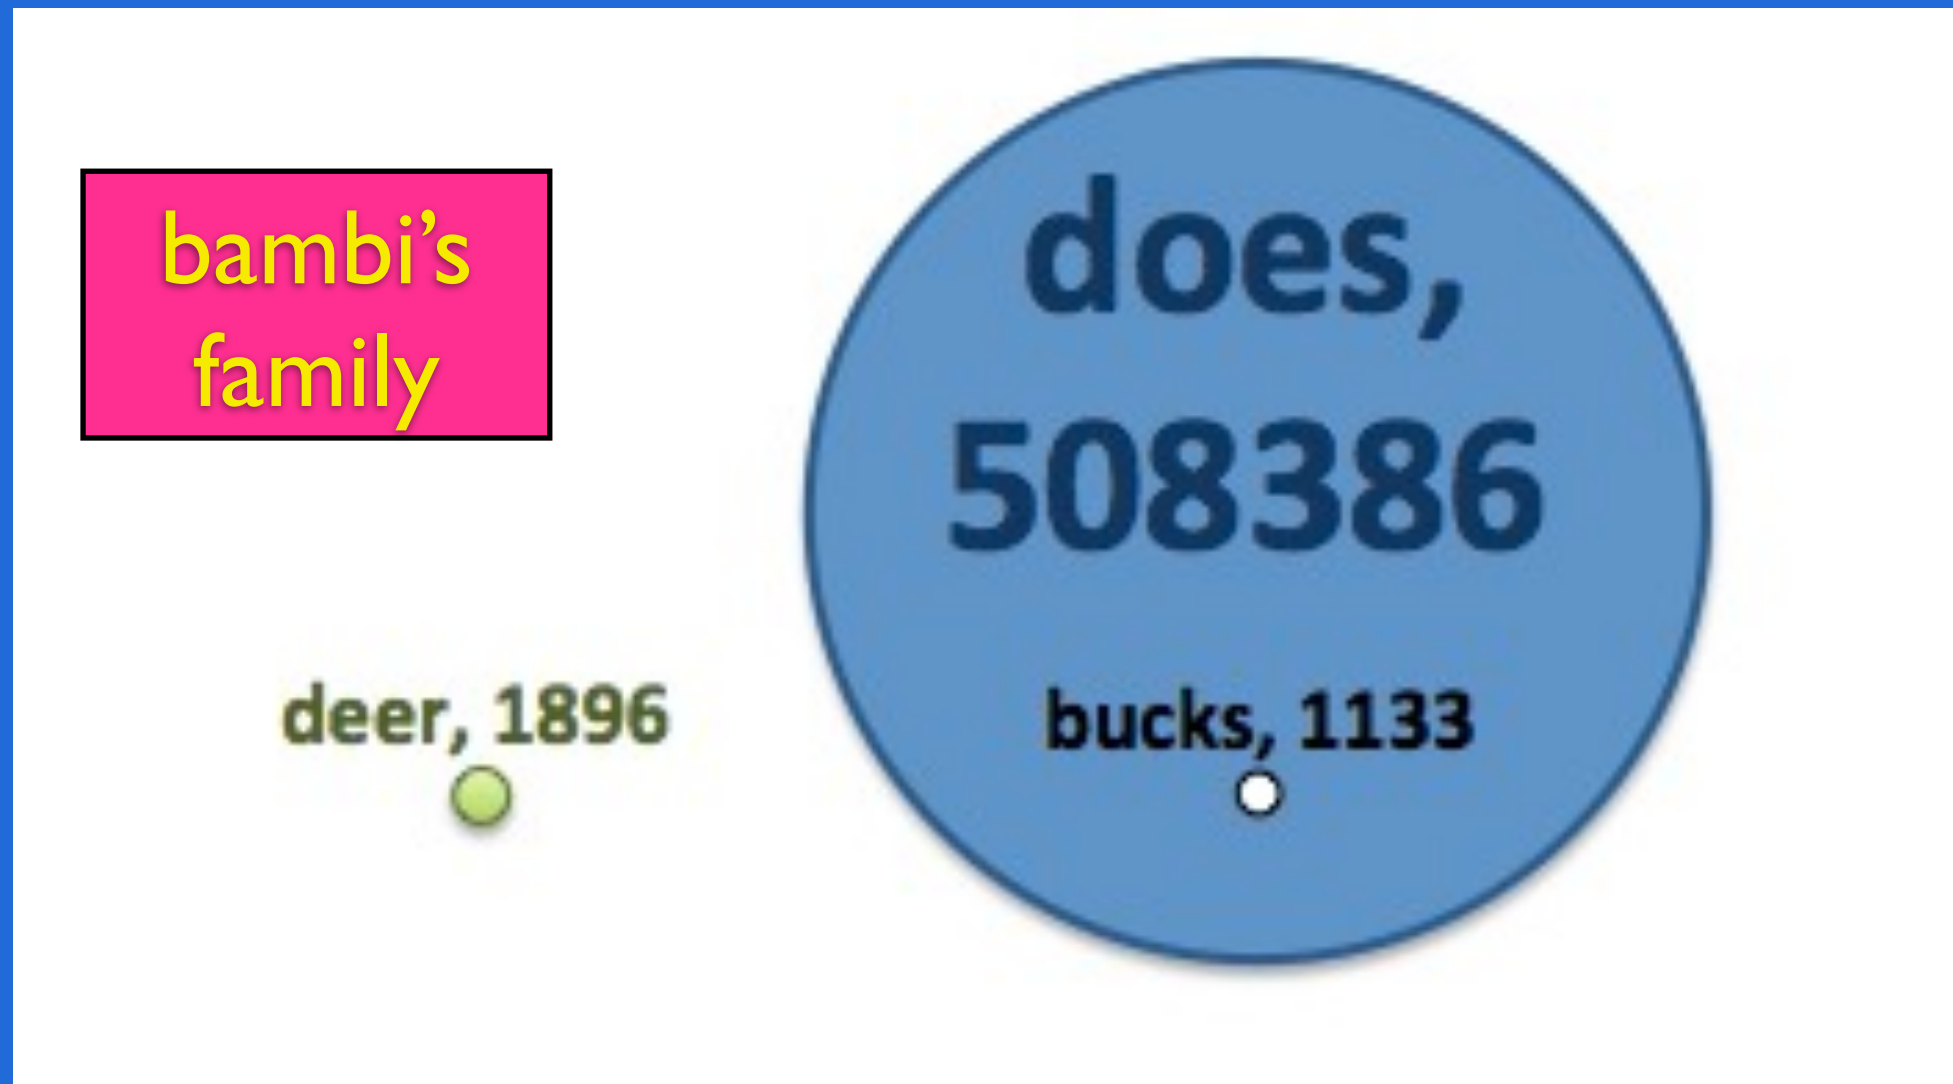 bambi’s
family
does,
508386
deer, 1896
bucks, 1133